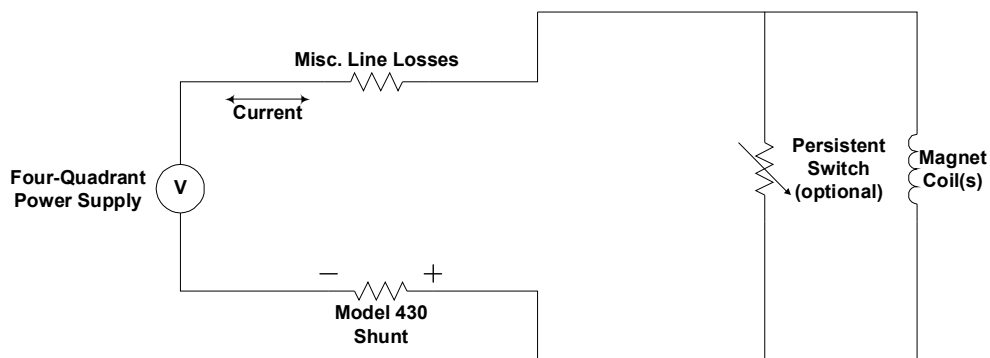 Misc. Line Losses
Current
Four-Quadrant
Power Supply
V
Persistent
Switch
(optional)
Magnet
Coil(s)
− +
Model 430
Shunt